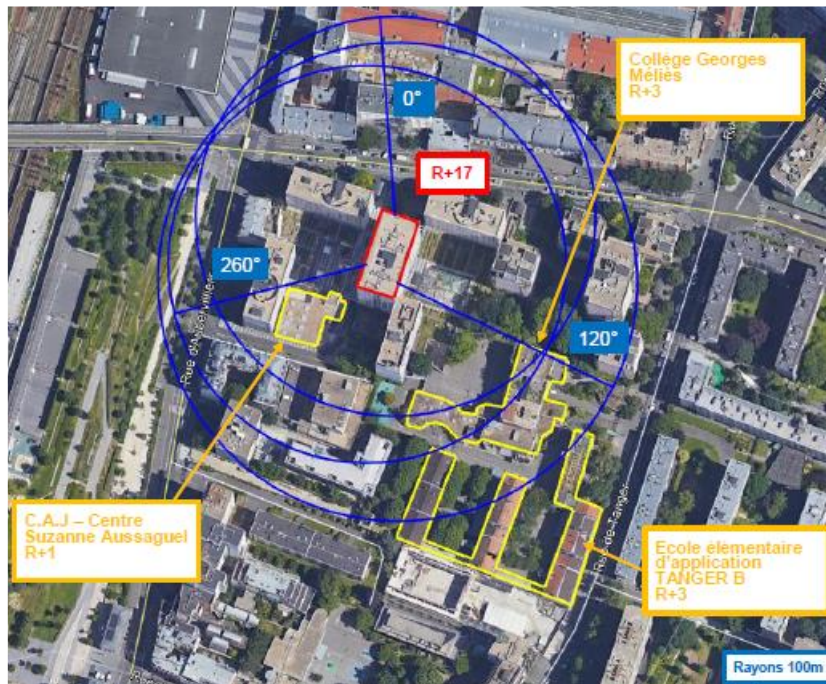 Collège Georges
Méliès
R+3
0°
R+17
260°
Rue d'Aubervilliers
120°
C.A.J – Centre
Suzanne Aussaguel
R+1
Rue de Tanger
Ecole élémentaire
d'application
TANGER B
R+3
Rayons 100m